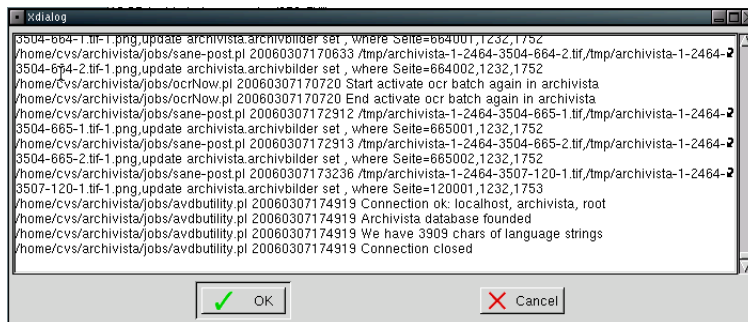 Xdialog
3504-664-1.tif-1.png,update archivista.archivbilder set , where Seite=664001,1232,1752
/home/cvs/archivista/jobs/sane-post.pl 20060307170633 /tmp/archivista-1-2464-3504-664-2.tif,/tmp/archivista-1-2464-
3504-664-2.tif-1.png,update archivista.archivbilder set , where Seite=664002,1232,1752
/home/cvs/archivista/jobs/ocrNow.pl 20060307170720 Start activate ocr batch again in archivista
/home/cvs/archivista/jobs/ocrNow.pl 20060307170720 End activate ocr batch again in archivista
/home/cvs/archivista/jobs/sane-post.pl 20060307172912 /tmp/archivista-1-2464-3504-665-1.tif,/tmp/archivista-1-2464-
3504-665-1.tif-1.png,update archivista.archivbilder set , where Seite=665001,1232,1752
/home/cvs/archivista/jobs/sane-post.pl 20060307172913 /tmp/archivista-1-2464-3504-665-2.tif,/tmp/archivista-1-2464-
3504-665-2.tif-1.png,update archivista.archivbilder set , where Seite=665002,1232,1752
/home/cvs/archivista/jobs/sane-post.pl 20060307173236 /tmp/archivista-1-2464-3507-120-1.tif,/tmp/archivista-1-2464-
3507-120-1.tif-1.png,update archivista.archivbilder set , where Seite=120001,1232,1753
/home/cvs/archivista/jobs/avdbutility.pl 20060307174919 Connection ok: localhost, archivista, root
/home/cvs/archivista/jobs/avdbutility.pl 20060307174919 Archivista database founded
/home/cvs/archivista/jobs/avdbutility.pl 20060307174919 We have 3909 chars of language strings
/home/cvs/archivista/jobs/avdbutility.pl 20060307174919 Connection closed
OK
Cancel